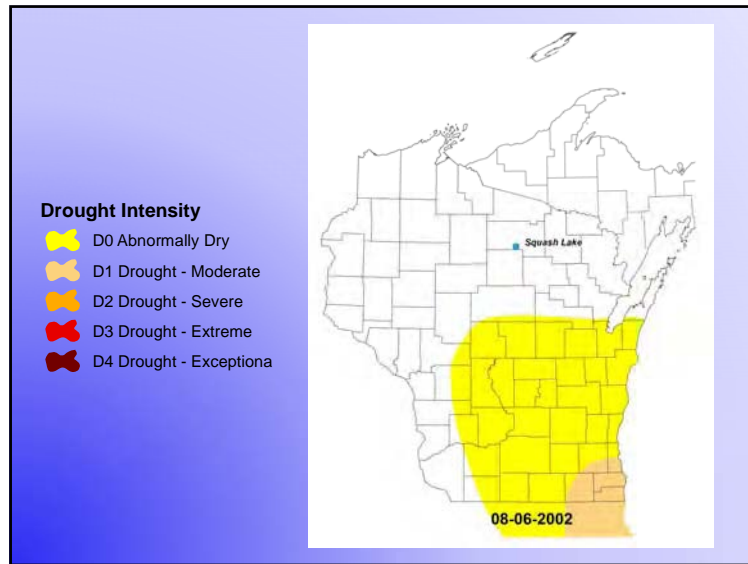 Drought Intensity
D0 Abnormally Dry
D1 Drought - Moderate
D2 Drought - Severe
D3 Drought - Extreme
D4 Drought - Exceptiona
Squash Lake
08-06-2002